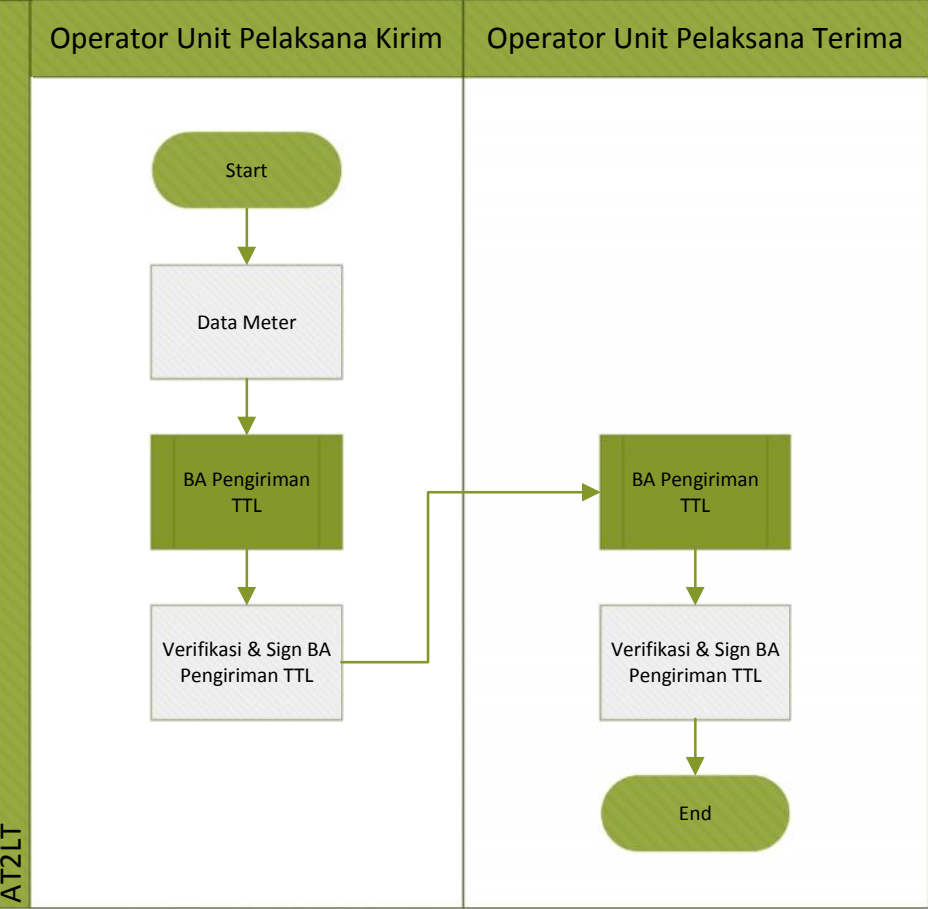 Operator Unit Pelaksana Kirim
Operator Unit Pelaksana Terima
Start
Data Meter
BA Pengiriman
TTL
Verifikasi & Sign BA
Pengiriman TTL
BA Pengiriman
TTL
Verifikasi & Sign BA
Pengiriman TTL
End
AT2LT